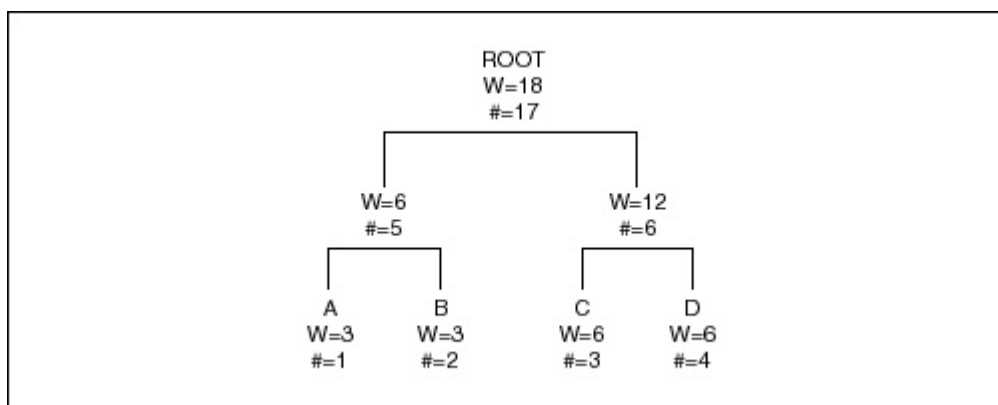 ROOT
W=18
#=17
W=6 W=12
#=5 #=6
A B C D
W=3 W=3 W=6 W=6
#=1 #=2 #=3 #=4